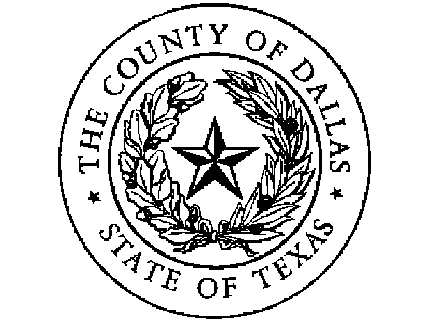 THE COUNTY OF DALLAS
STATE OF TEXAS